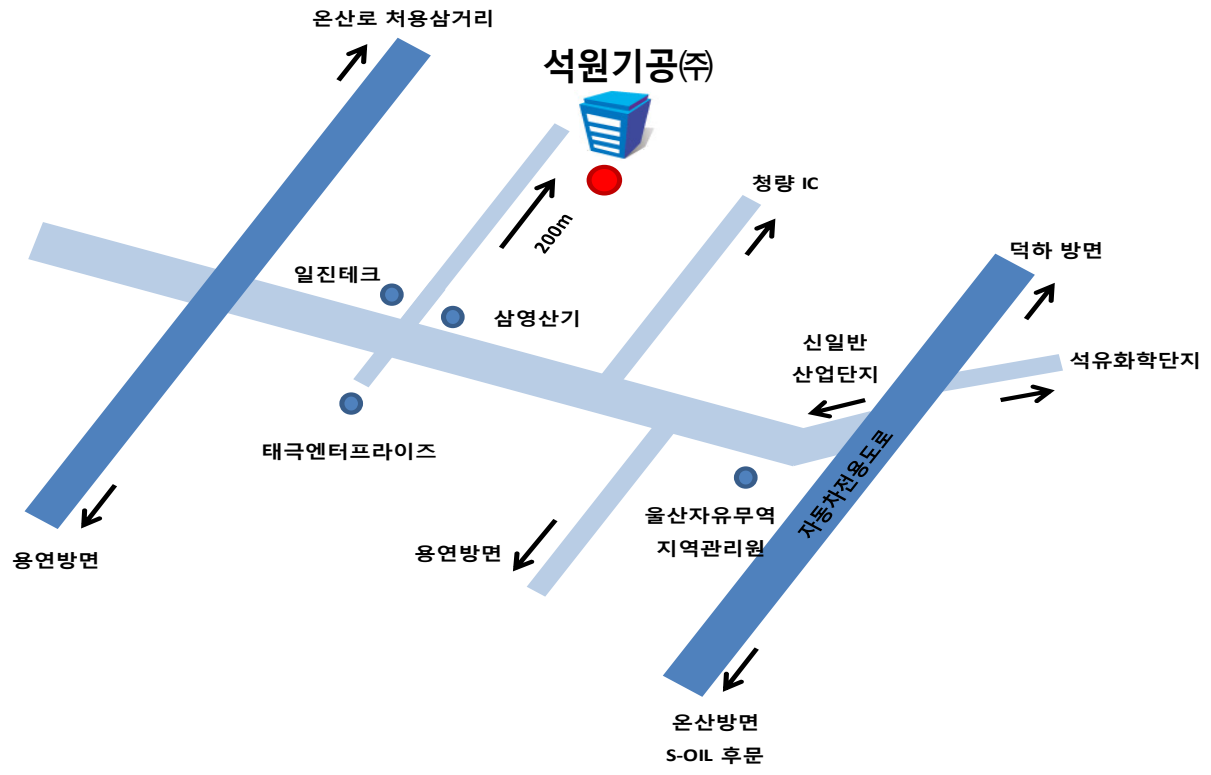 온산로 처용삼거리
석원기공㈜
청량 IC
200m
덕하 방면
일진테크
삼영산기
신일반
산업단지
석유화학단지
태극엔터프라이즈
자동차전용도로
울산자유무역
지역관리원
용연방면
용연방면
온산방면
S-OIL 후문